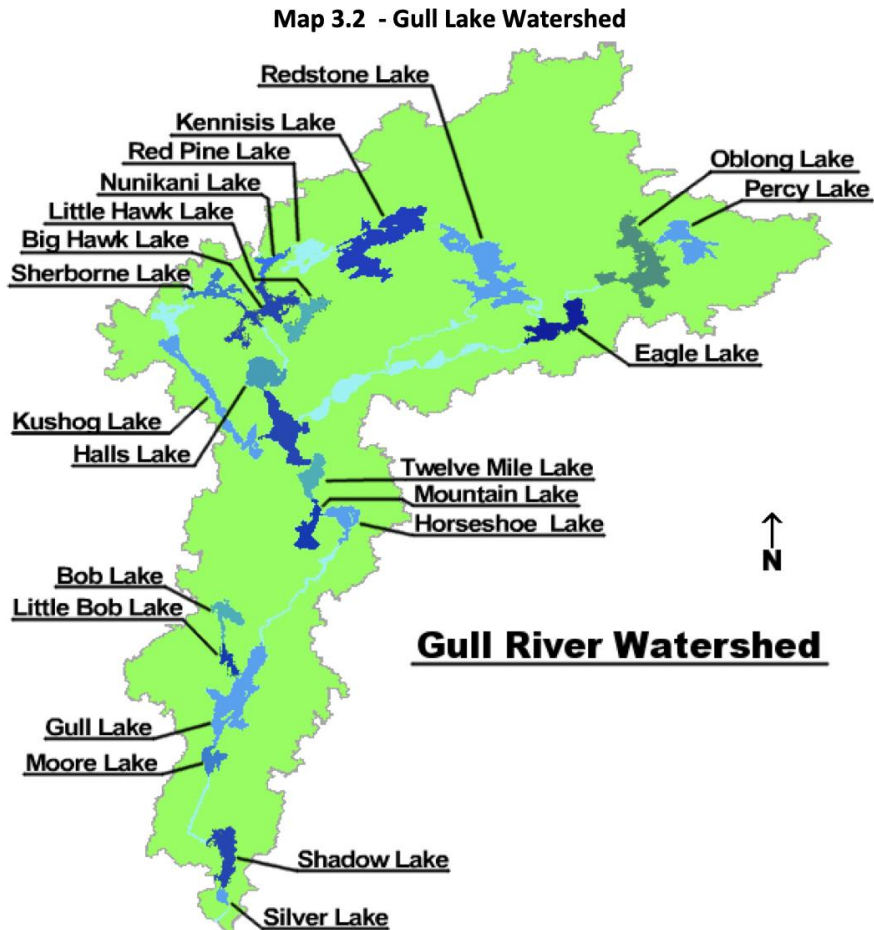 Map 3.2 - Gull Lake Watershed
Redstone Lake
Kennisis Lake
Red Pine Lake
Oblong Lake
Nunikani Lake
Percy Lake
Little Hawk Lake
Big Hawk Lake
Sherborne Lake
Eagle Lake
Kushog Lake
Halls Lake
Twelve Mile Lake
Mountain Lake
Horseshoe Lake
N
Bob Lake
Little Bob Lake
Gull River Watershed
Gull Lake
Moore Lake
Shadow Lake
Silver Lake